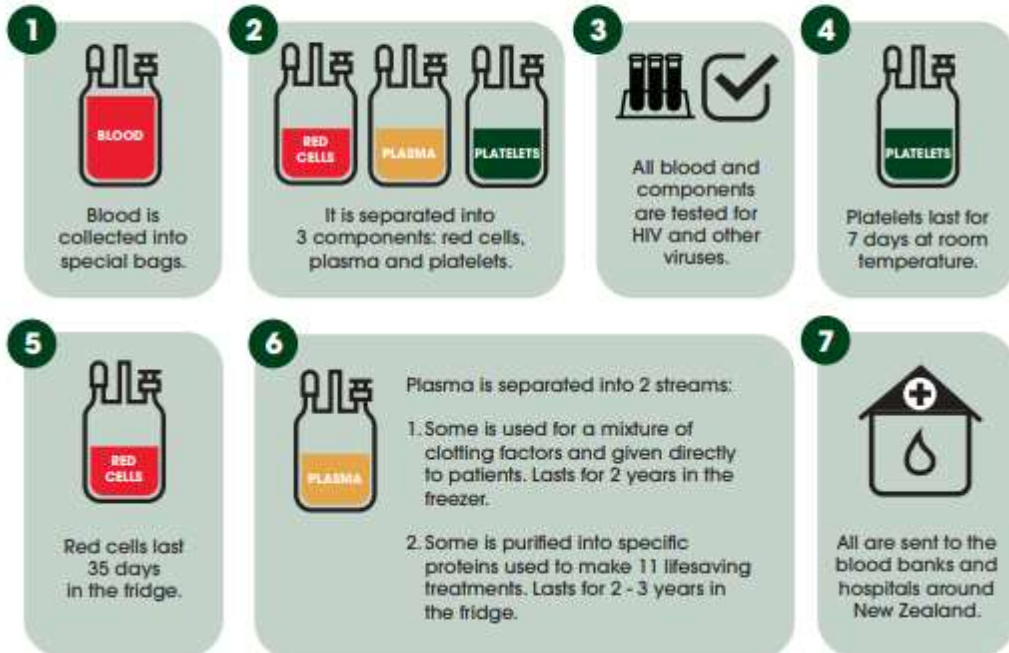 1
BLOOD
Blood is
collected into
special bags.
2
RED
CELLS
PLASMA
PLATELETS
It is separated into
3 components: red cells,
plasma and platelets.
3
All blood and
components
are tested for
HIV and other
viruses.
4
PLATELETS
Platelets last for
7 days at room
temperature.
5
RED
CELLS
Red cells last
35 days
in the fridge.
6
PLASMA
Plasma is separated into 2 streams:
1. Some is used for a mixture of
clotting factors and given directly
to patients. Lasts for 2 years in the
freezer.
2. Some is purified into specific
proteins used to make 11 lifesaving
treatments. Lasts for 2 - 3 years in
the fridge.
7
All are sent to the
blood banks and
hospitals around
New Zealand.